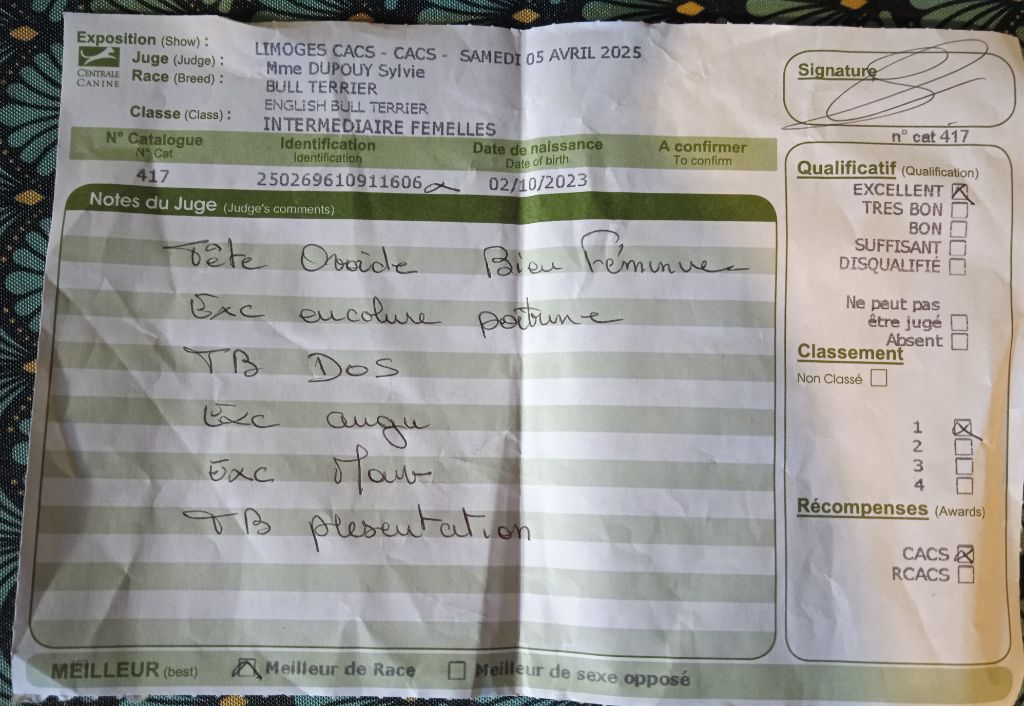 Exposition (Show) : LIMOGES CACS - CACS - SAMEDI 05 AVRIL 2025
Juge (Judge) : Mme DUPOUY Sylvie
Race (Breed) : BULL TERRIER
ENGLISH BULL TERRIER
Classe (Class) : INTERMEDIAIRE FEMELLES
CENTRALE
CANINE
Signature
n° cat 417
N° Catalogue Identification Date de naissance A confirmer
N° Cat Identification Date of birth To confirm
417 250269610911606 02/10/2023
Notes du Juge (Judge's comments)
Tête Ovoide Bien Féminine
Exc encolure poitrine
TB DOS
Exc angu
Exc
TB présentation
Qualificatif (Qualification)
EXCELLENT
TRES BON
BON
SUFFISANT
DISQUALIFIÉ
Ne peut pas
être jugé
Absent
Classement
Non Classé
1
2
3
4
Récompenses (Awards)
CACS
RCACS
MEILLEUR (best) Meilleur de Race Meilleur de sexe opposé